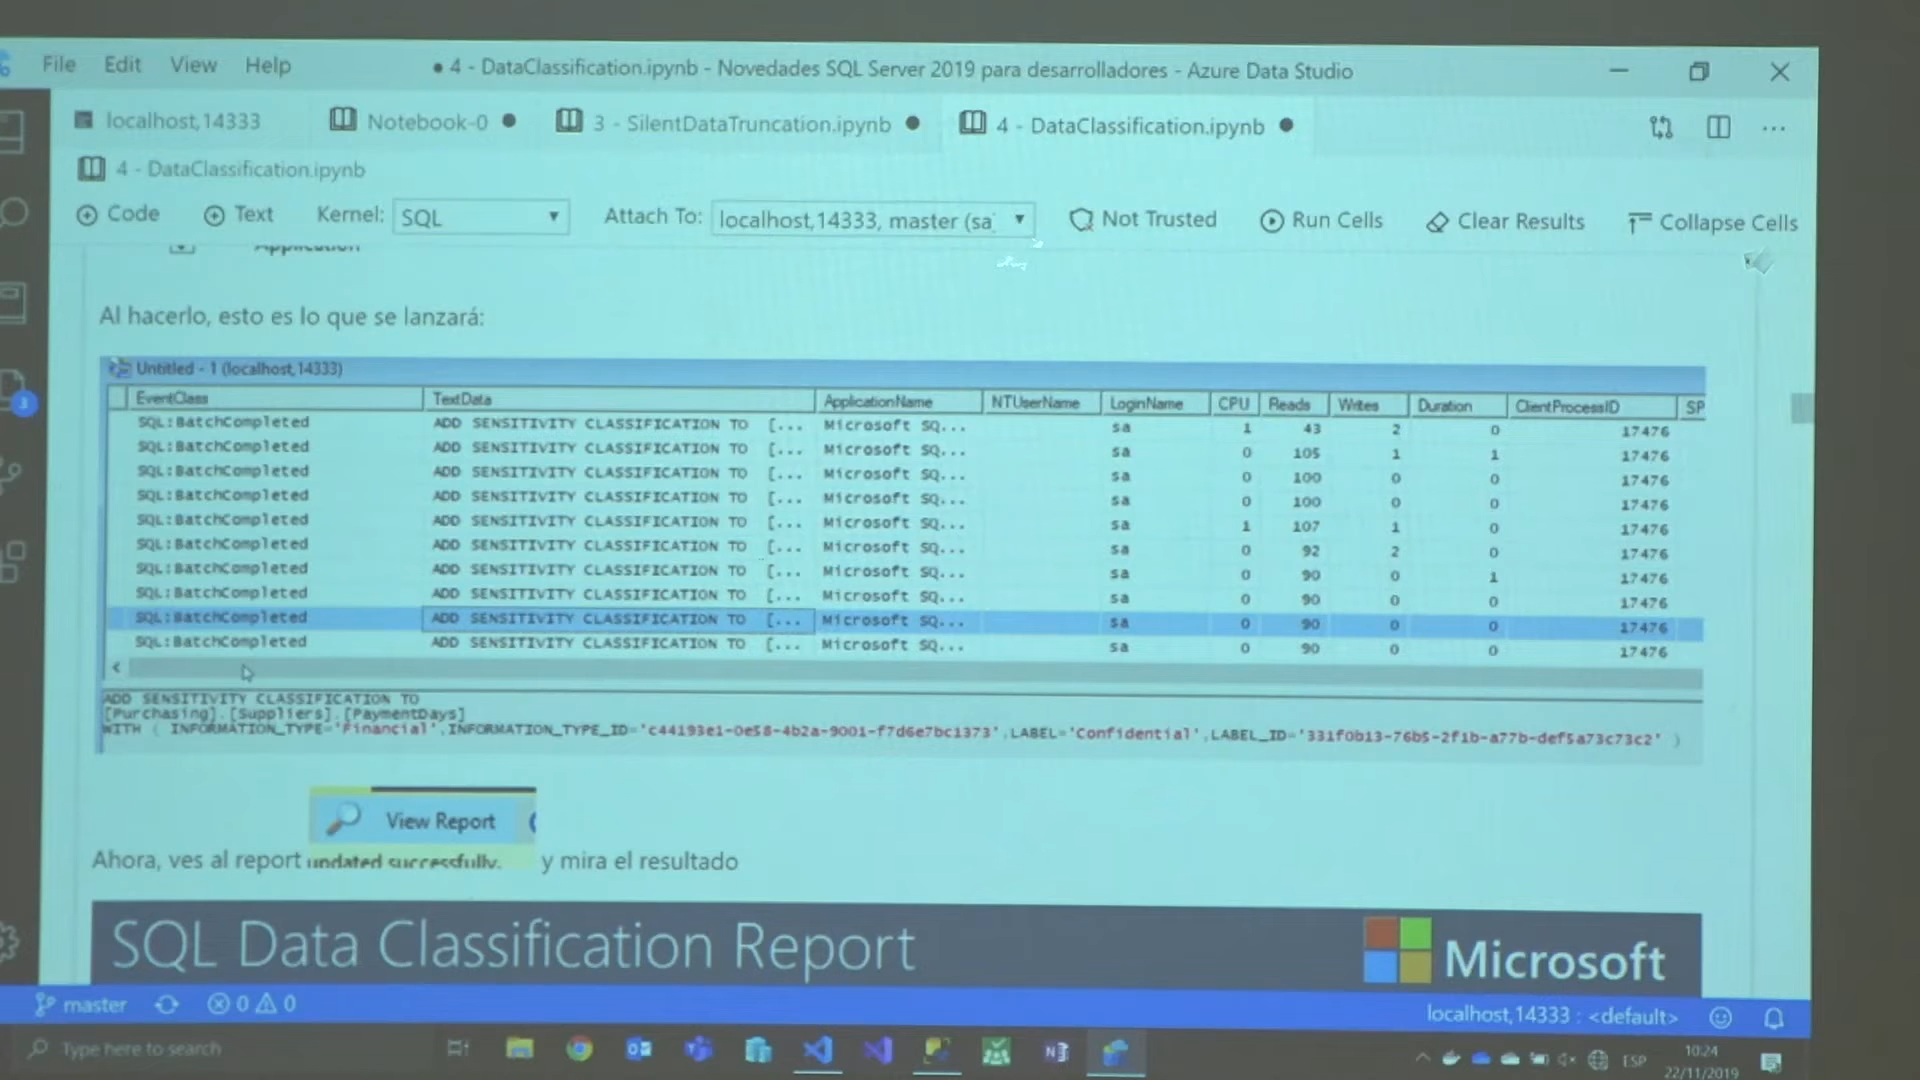 File Edit View Help ● 4 - DataClassification.ipynb - Novedades SQL Server 2019 para desarrolladores - Azure Data Studio
localhost,14333 Notebook-0 ● 3 - SilentDataTruncation.ipynb ● 4 - DataClassification.ipynb ● ...
4 - DataClassification.ipynb
Code Text Kernel: SQL Attach To: localhost,14333, master (sa) Not Trusted Run Cells Clear Results Collapse Cells
Application
Al hacerlo, esto es lo que se lanzará:
Untitled - 1 (localhost,14333)
EventClass TextData ApplicationName NTUserName LoginName CPU Reads Writes Duration ClientProcessID SP
SQL:BatchCompleted ADD SENSITIVITY CLASSIFICATION TO [... Microsoft SQ... sa 1 43 2 0 17476
SQL:BatchCompleted ADD SENSITIVITY CLASSIFICATION TO [... Microsoft SQ... sa 0 105 1 1 17476
SQL:BatchCompleted ADD SENSITIVITY CLASSIFICATION TO [... Microsoft SQ... sa 0 100 0 0 17476
SQL:BatchCompleted ADD SENSITIVITY CLASSIFICATION TO [... Microsoft SQ... sa 0 100 0 0 17476
SQL:BatchCompleted ADD SENSITIVITY CLASSIFICATION TO [... Microsoft SQ... sa 1 107 1 0 17476
SQL:BatchCompleted ADD SENSITIVITY CLASSIFICATION TO [... Microsoft SQ... sa 0 92 2 0 17476
SQL:BatchCompleted ADD SENSITIVITY CLASSIFICATION TO [... Microsoft SQ... sa 0 90 0 1 17476
SQL:BatchCompleted ADD SENSITIVITY CLASSIFICATION TO [... Microsoft SQ... sa 0 90 0 0 17476
SQL:BatchCompleted ADD SENSITIVITY CLASSIFICATION TO [... Microsoft SQ... sa 0 90 0 0 17476
SQL:BatchCompleted ADD SENSITIVITY CLASSIFICATION TO [... Microsoft SQ... sa 0 90 0 0 17476
ADD SENSITIVITY CLASSIFICATION TO
[Purchasing].[Suppliers].[PaymentDays]
WITH ( INFORMATION_TYPE='Financial',INFORMATION_TYPE_ID='c44193e1-0e58-4b2a-9001-f7d6e7bc1373',LABEL='Confidential',LABEL_ID='331f0b13-76b5-2f1b-a77b-def5a73c73c2' )
View Report
Ahora, ves al report updated successfully. y mira el resultado
SQL Data Classification Report Microsoft
master 0 0 localhost,14333 : <default>
Type here to search ESP 10:24
22/11/2019
3